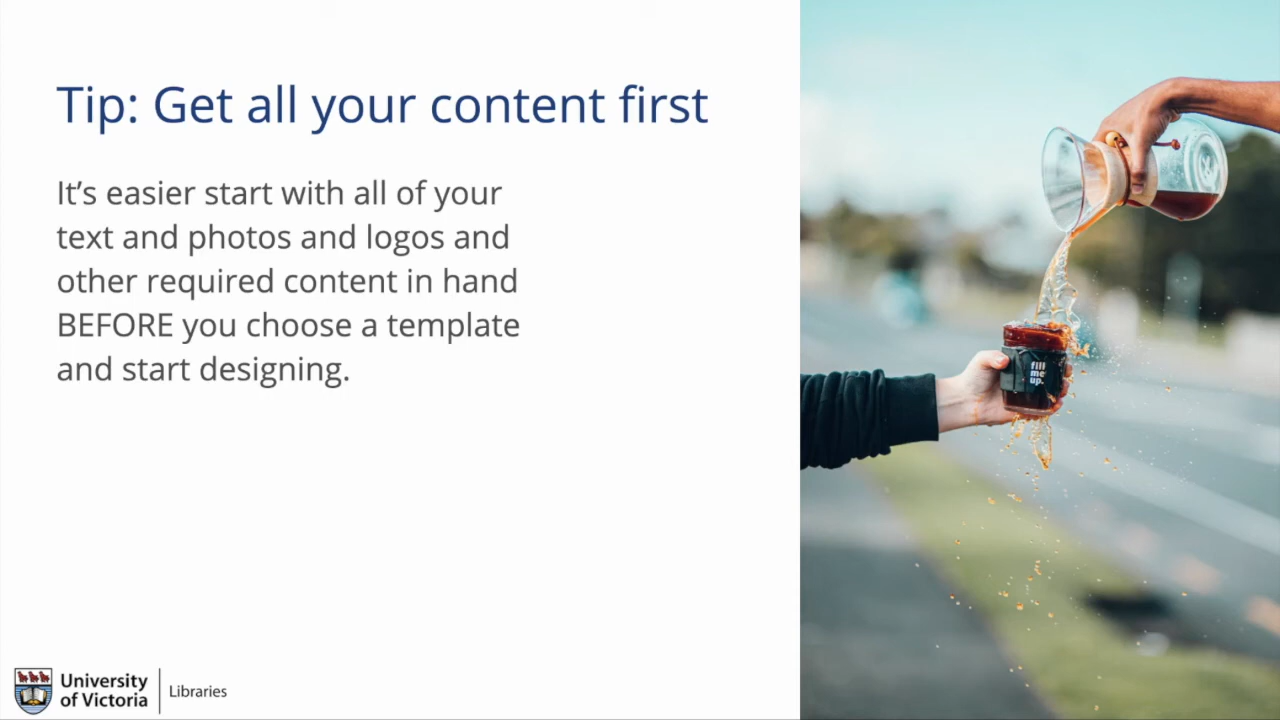 Tip: Get all your content first
It’s easier start with all of your
text and photos and logos and
other required content in hand
BEFORE you choose a template
and start designing.
fill
me
up.
University
of Victoria
Libraries